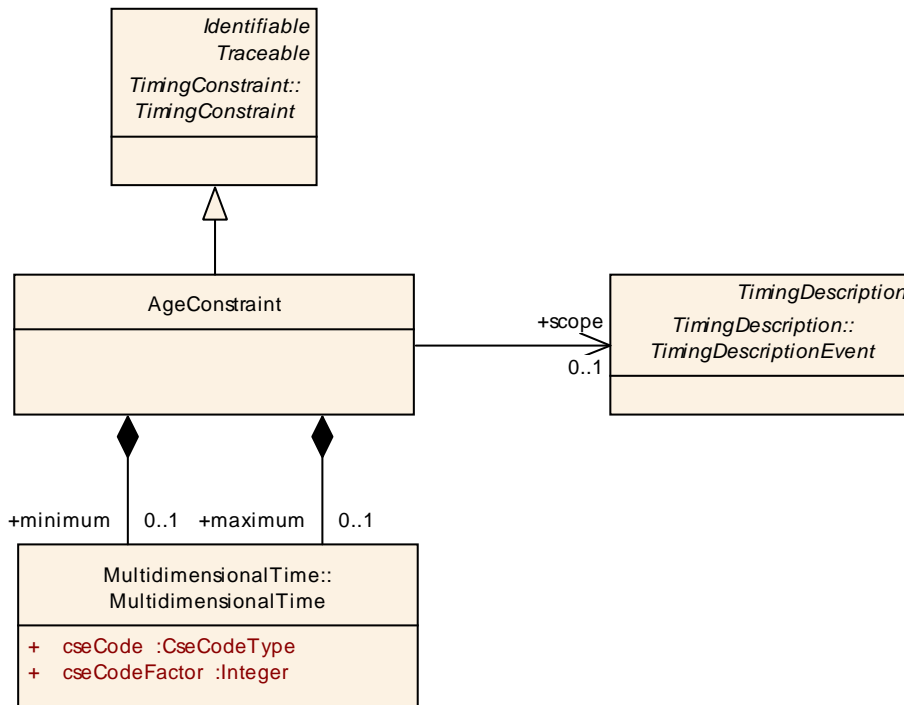 Identifiable
Traceable
TimingConstraint::
TimingConstraint
AgeConstraint
+scope
0..1
TimingDescription
TimingDescription::
TimingDescriptionEvent
+minimum
0..1
+maximum
0..1
MultidimensionalTime::
MultidimensionalTime
+ cseCode :CseCodeType
+ cseCodeFactor :Integer